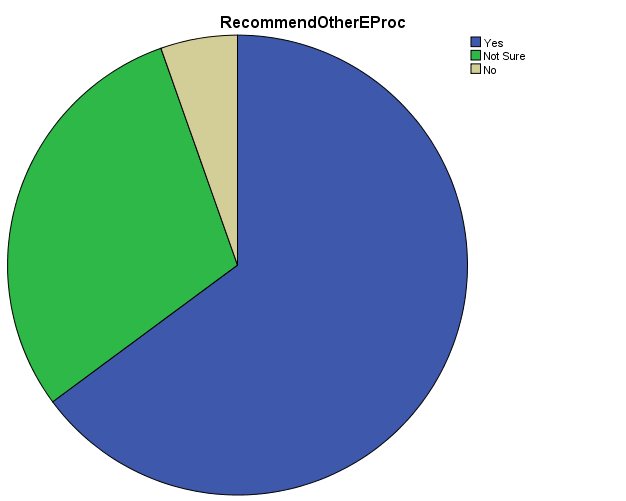 RecommendOtherEProc
Yes
Not Sure
No